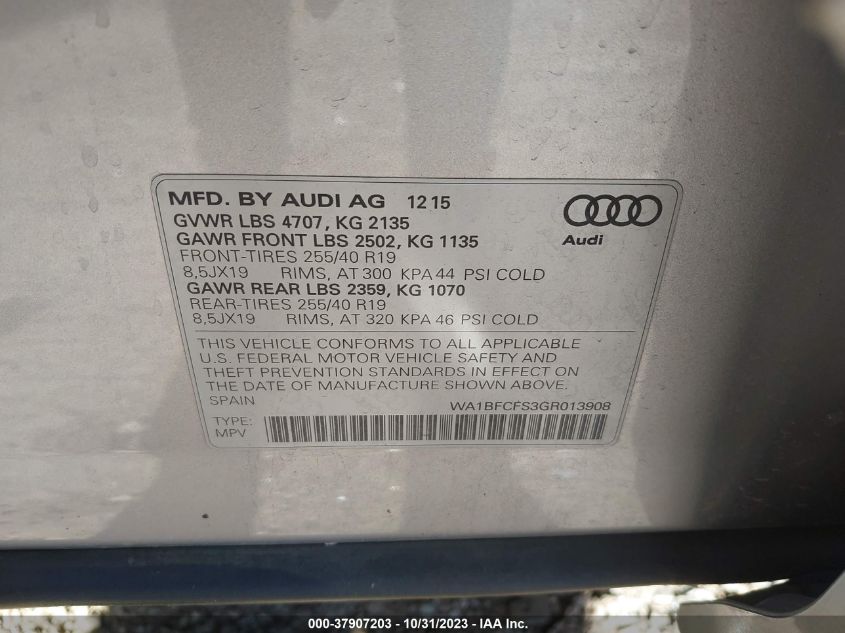 MFD. BY AUDI AG 12 15
GVWR LBS 4707, KG 2135
GAWR FRONT LBS 2502, KG 1135
FRONT-TIRES 255/40 R19
8,5JX19 RIMS, AT 300 KPA 44 PSI COLD
GAWR REAR LBS 2359, KG 1070
REAR-TIRES 255/40 R19
8,5JX19 RIMS, AT 320 KPA 46 PSI COLD
Audi
THIS VEHICLE CONFORMS TO ALL APPLICABLE
U.S. FEDERAL MOTOR VEHICLE SAFETY AND
THEFT PREVENTION STANDARDS IN EFFECT ON
THE DATE OF MANUFACTURE SHOWN ABOVE.
SPAIN WA1BFCFS3GR013908
TYPE:
MPV
000-37907203 - 10/31/2023 - IAA Inc.